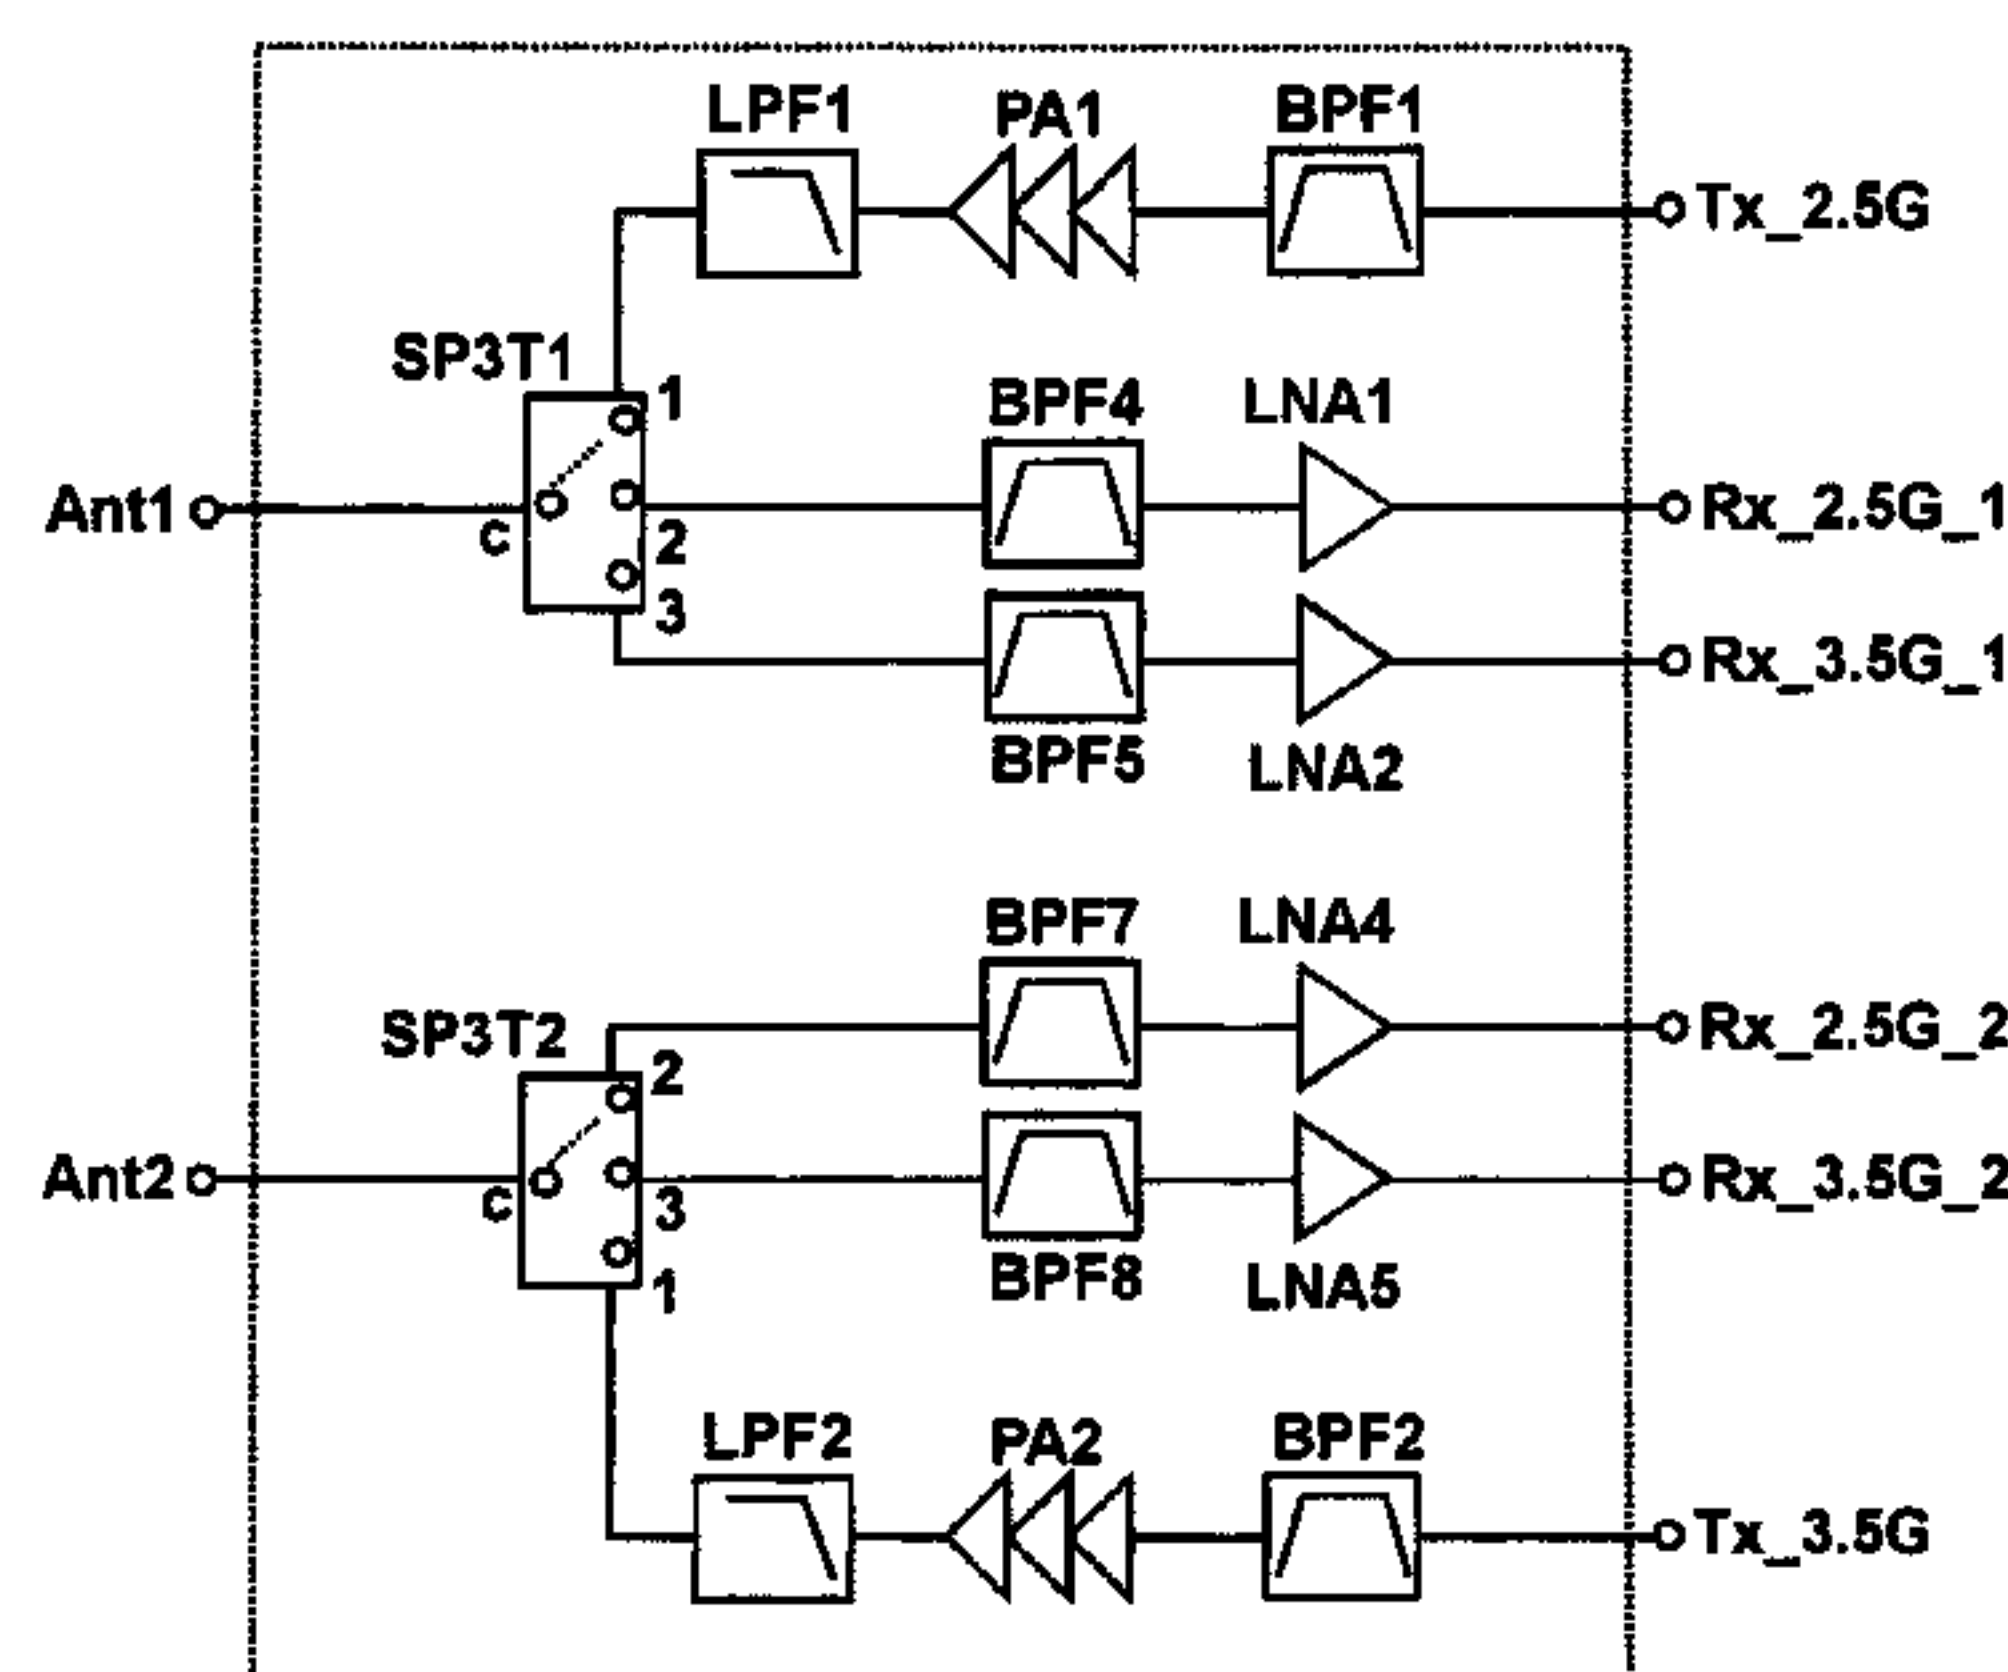 LPF1 PA1 BPF1
Tx_2.5G
SP3T1
1
BPF4 LNA1
Ant1
c
2
Rx_2.5G_1
3
Rx_3.5G_1
BPF5 LNA2
BPF7 LNA4
SP3T2
2
Rx_2.5G_2
Ant2
c
3
Rx_3.5G_2
1
BPF8 LNA5
LPF2 PA2 BPF2
Tx_3.5G